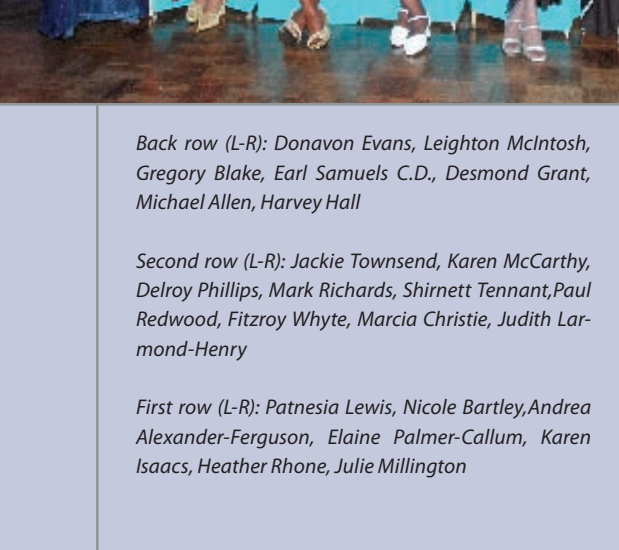 Back row (L-R): Donavon Evans, Leighton McIntosh,
Gregory Blake, Earl Samuels C.D., Desmond Grant,
Michael Allen, Harvey Hall
Second row (L-R): Jackie Townsend, Karen McCarthy,
Delroy Phillips, Mark Richards, Shirnett Tennant,Paul
Redwood, Fitzroy Whyte, Marcia Christie, Judith Lar-
mond-Henry
First row (L-R): Patnesia Lewis, Nicole Bartley,Andrea
Alexander-Ferguson, Elaine Palmer-Callum, Karen
Isaacs, Heather Rhone, Julie Millington